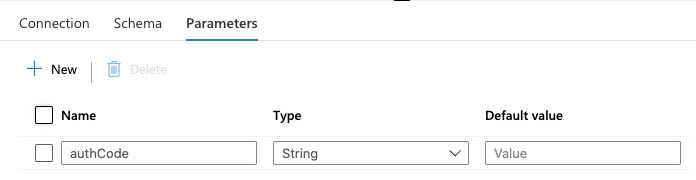 Connection Schema Parameters
New Delete
Name Type Default value
authCode String Value